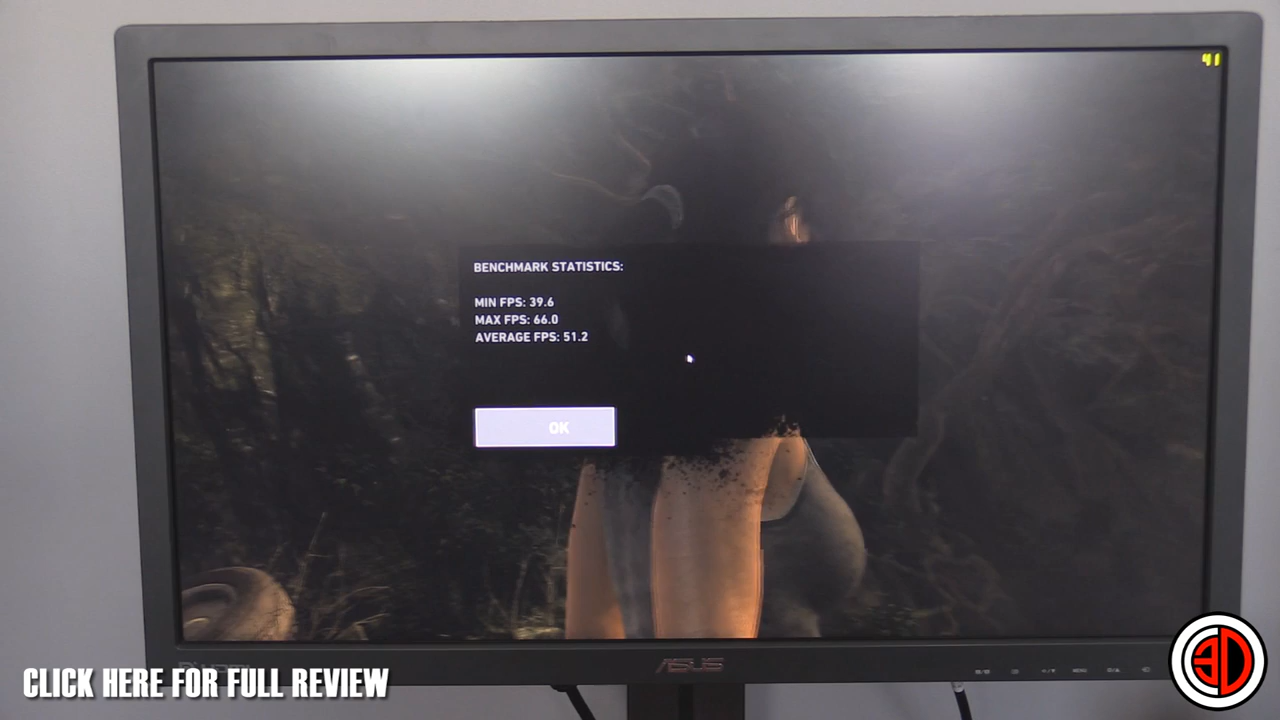 41
BENCHMARK STATISTICS:
MIN FPS: 39.6
MAX FPS: 66.0
AVERAGE FPS: 51.2
OK
ASUS
CLICK HERE FOR FULL REVIEW
3D